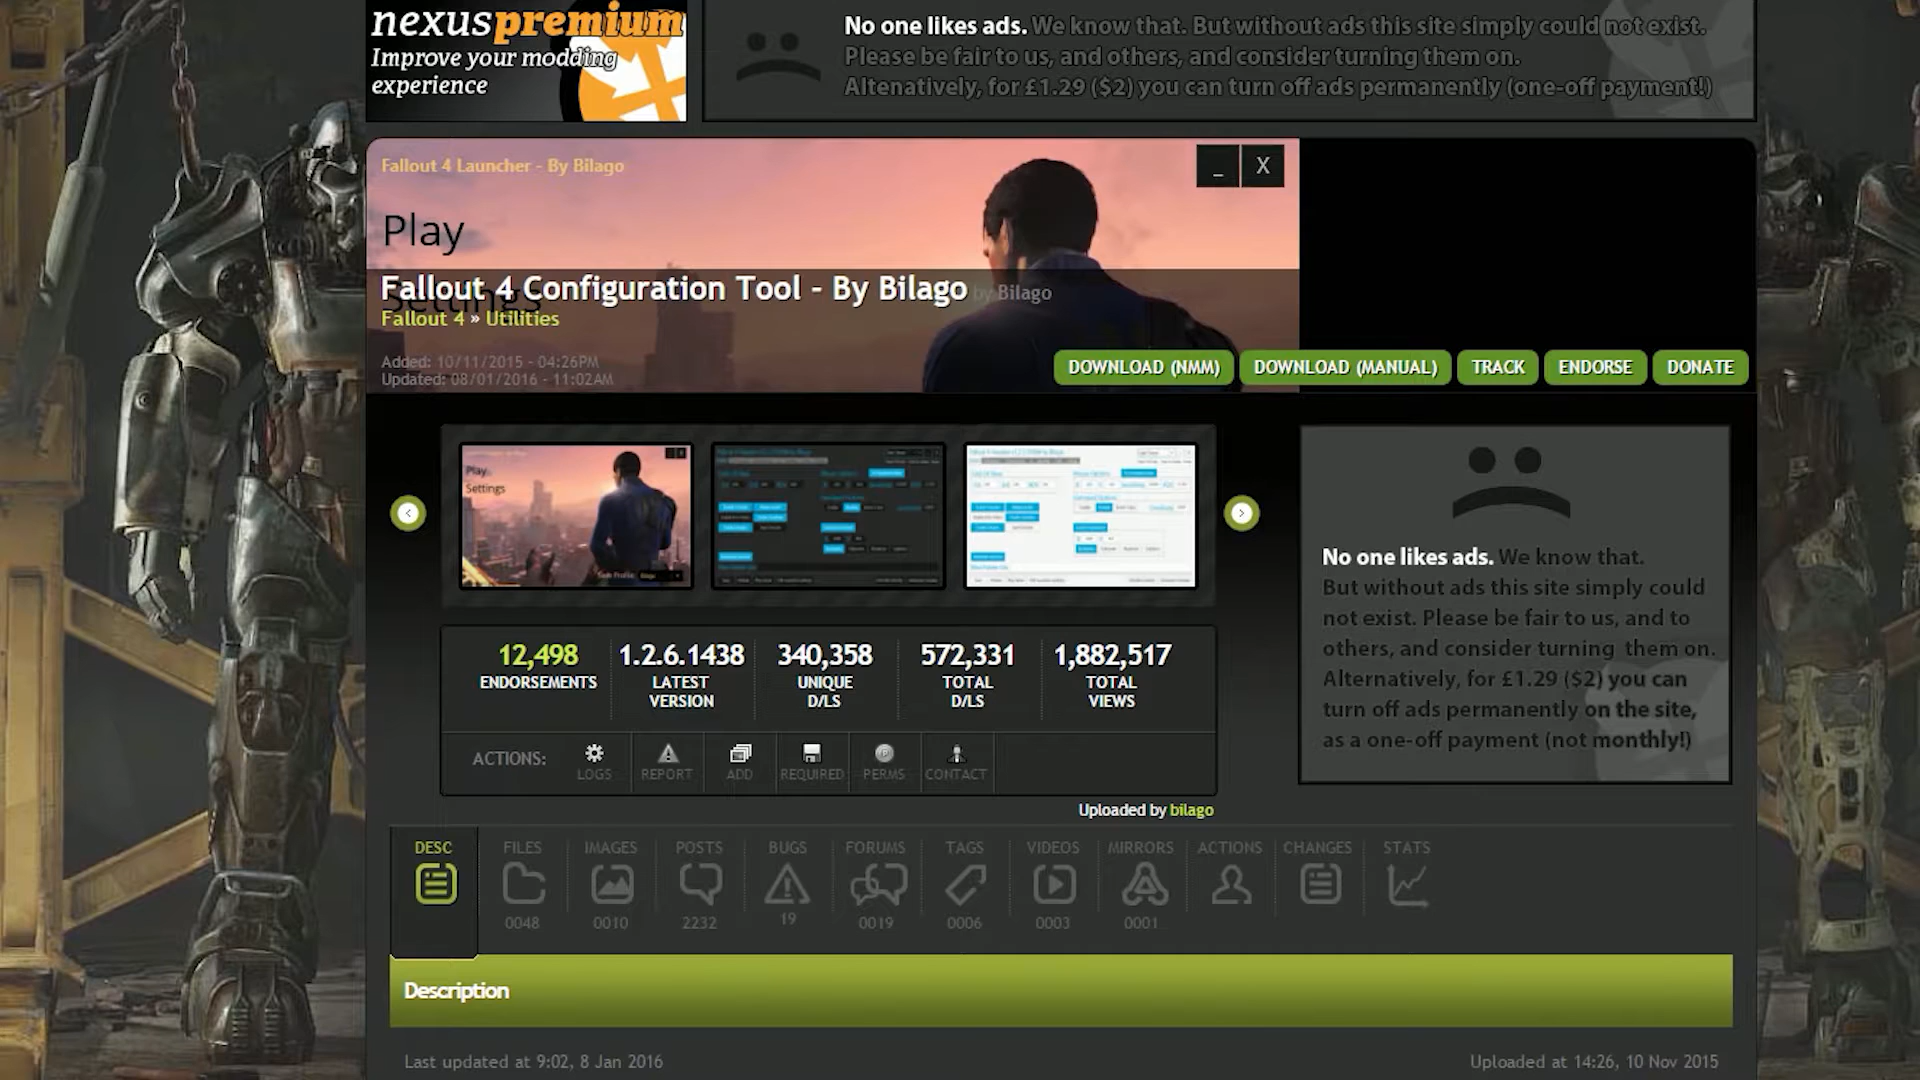 nexuspremium
Improve your modding
experience
No one likes ads. We know that. But without ads this site simply could not exist.
Please be fair to us, and others, and consider turning them on.
Altenatively, for £1.29 ($2) you can turn off ads permanently (one-off payment!)
Fallout 4 Launcher - By Bilago
_ X
Play
Settings
Fallout 4 Configuration Tool - By Bilago by Bilago
Fallout 4 » Utilities
Added: 10/11/2015 - 04:26PM
Updated: 08/01/2016 - 11:02AM
DOWNLOAD (NMM) DOWNLOAD (MANUAL) TRACK ENDORSE DONATE
Play
Settings
No one likes ads. We know that.
But without ads this site simply could
not exist. Please be fair to us, and to
others, and consider turning them on.
Alternatively, for £1.29 ($2) you can
turn off ads permanently on the site,
as a one-off payment (not monthly!)
12,498 1.2.6.1438 340,358 572,331 1,882,517
ENDORSEMENTS LATEST UNIQUE TOTAL TOTAL
VERSION D/LS D/LS VIEWS
ACTIONS: LOGS REPORT ADD REQUIRED PERMS CONTACT
Uploaded by bilago
DESC FILES IMAGES POSTS BUGS FORUMS TAGS VIDEOS MIRRORS ACTIONS CHANGES STATS
0048 0010 2232 19 0019 0006 0003 0001
Description
Last updated at 9:02, 8 Jan 2016 Uploaded at 14:26, 10 Nov 2015